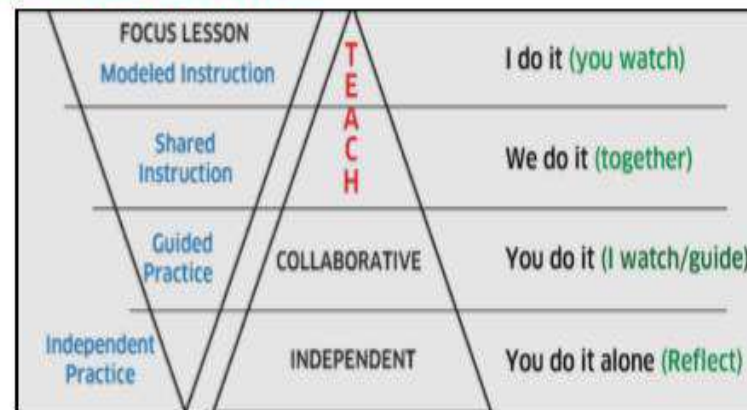 FOCUS LESSON
Modeled Instruction
T
E
A
C
H
I do it (you watch)
Shared
Instruction
We do it (together)
Guided
Practice
COLLABORATIVE
You do it (I watch/guide)
Independent
Practice
INDEPENDENT
You do it alone (Reflect)